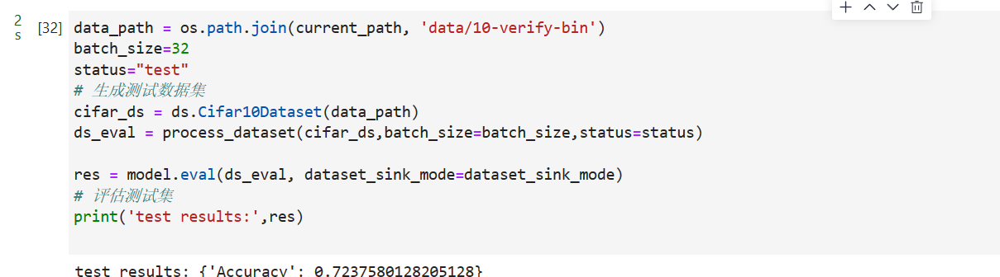 2
s
[32]
data_path = os.path.join(current_path, 'data/10-verify-bin')
batch_size=32
status="test"
# 生成测试数据集
cifar_ds = ds.Cifar10Dataset(data_path)
ds_eval = process_dataset(cifar_ds,batch_size=batch_size,status=status)
res = model.eval(ds_eval, dataset_sink_mode=dataset_sink_mode)
# 评估测试集
print('test results:',res)
test results: {'Accuracy': 0.7237580128205128}